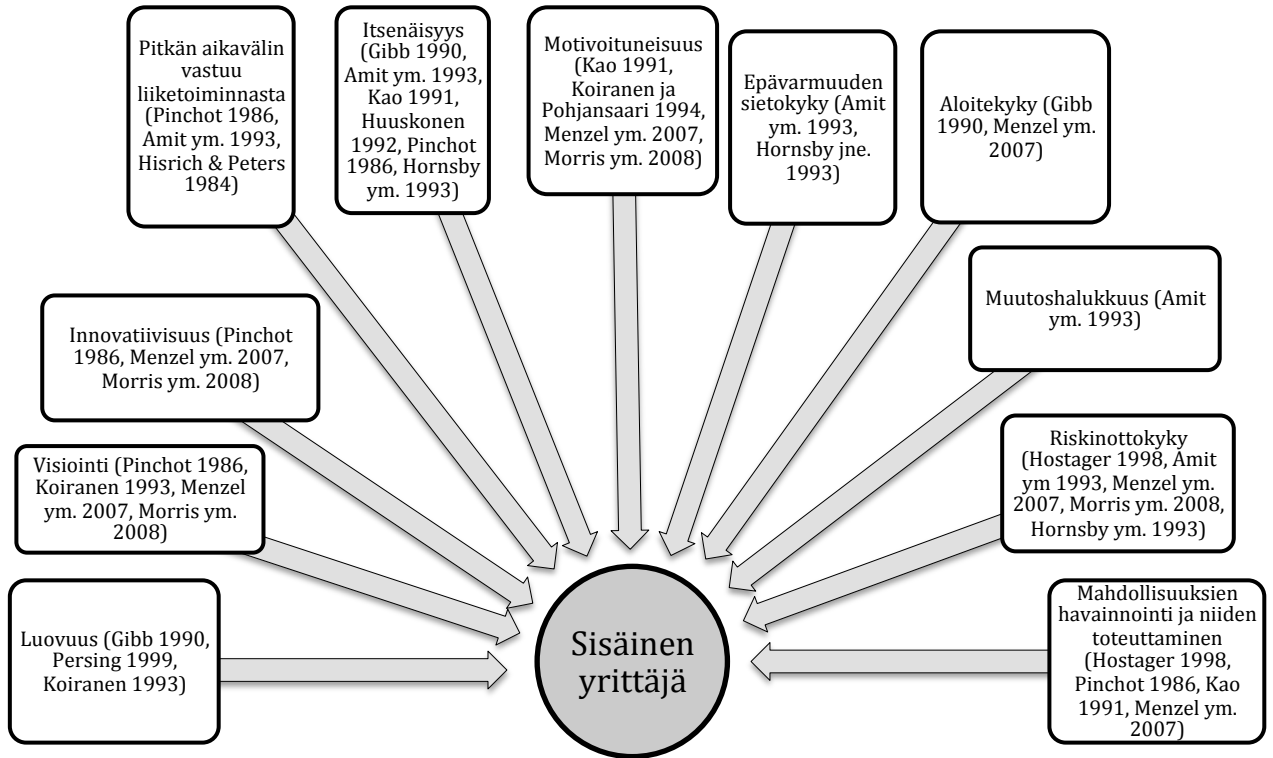 Pitkän aikavälin
vastuu
liiketoiminnasta
(Pinchot 1986,
Amit ym. 1993,
Hisrich & Peters
1984)
Itsenäisyys
(Gibb 1990,
Amit ym. 1993,
Kao 1991,
Huuskonen
1992, Pinchot
1986, Hornsby
ym. 1993)
Motivoituneisuus
(Kao 1991,
Koiranen ja
Pohjansaari 1994,
Menzel ym. 2007,
Morris ym. 2008)
Epävarmuuden
sietokyky (Amit
ym. 1993,
Hornsby jne.
1993)
Aloitekyky (Gibb
1990, Menzel ym.
2007)
Muutoshalukkuus (Amit
ym. 1993)
Innovatiivisuus (Pinchot
1986, Menzel ym. 2007,
Morris ym. 2008)
Riskinottokyky
(Hostager 1998, Amit
ym 1993, Menzel ym.
2007, Morris ym. 2008,
Hornsby ym. 1993)
Visiointi (Pinchot 1986,
Koiranen 1993, Menzel
ym. 2007, Morris ym.
2008)
Mahdollisuuksien
havainnointi ja niiden
toteuttaminen
(Hostager 1998,
Pinchot 1986, Kao
1991, Menzel ym.
2007)
Luovuus (Gibb 1990,
Persing 1999,
Koiranen 1993)
Sisäinen
yrittäjä